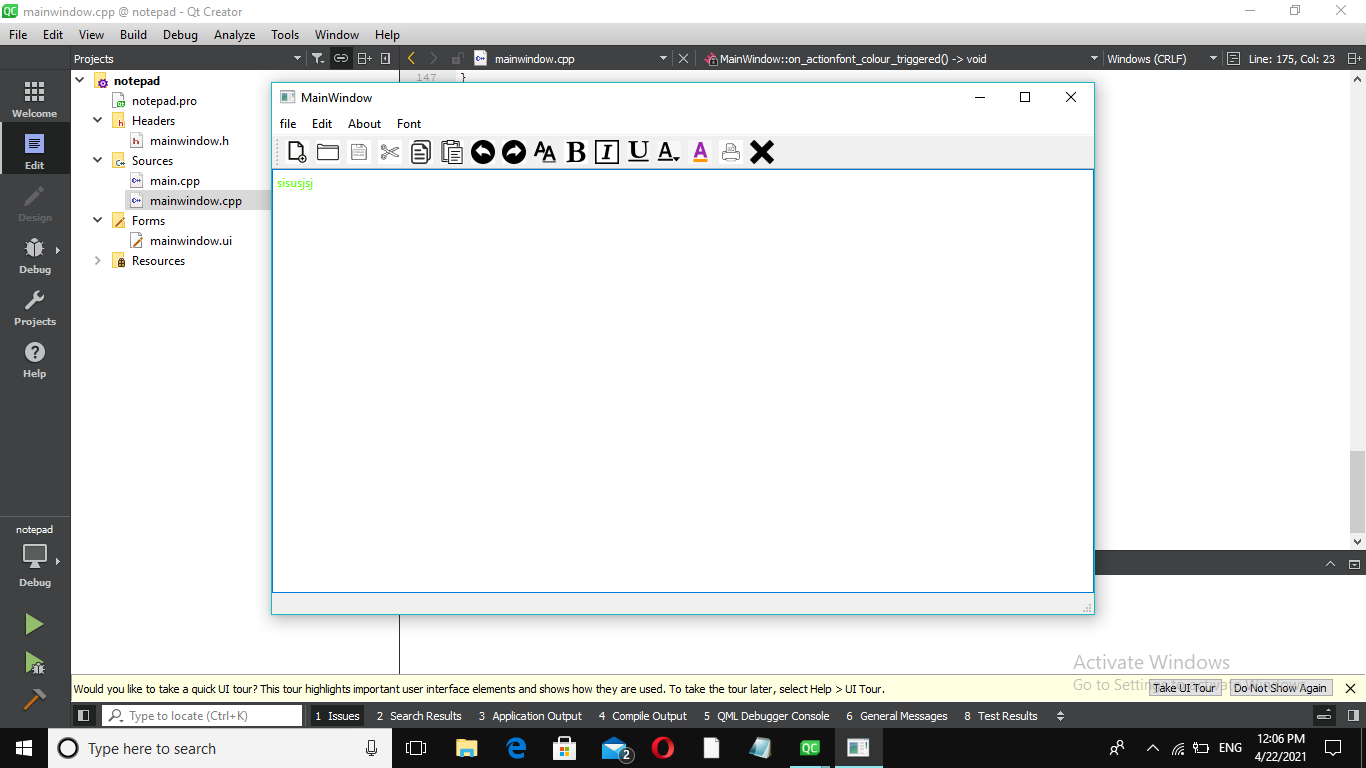 mainwindow.cpp @ notepad - Qt Creator
File Edit View Build Debug Analyze Tools Window Help
Projects
mainwindow.cpp
MainWindow::on_actionfont_colour_triggered() -> void
Windows (CRLF)
Line: 175, Col: 23
Welcome
Edit
Design
Debug
Projects
Help
notepad
Debug
notepad
notepad.pro
Headers
mainwindow.h
Sources
main.cpp
mainwindow.cpp
Forms
mainwindow.ui
Resources
147 }
MainWindow
file Edit About Font
sisusjsj
Activate Windows
Would you like to take a quick UI tour? This tour highlights important user interface elements and shows how they are used. To take the tour later, select Help > UI Tour.
Take UI Tour
Do Not Show Again
Type to locate (Ctrl+K)
1 Issues 2 Search Results 3 Application Output 4 Compile Output 5 QML Debugger Console 6 General Messages 8 Test Results
Type here to search
2
QC
ENG
12:06 PM
4/22/2021